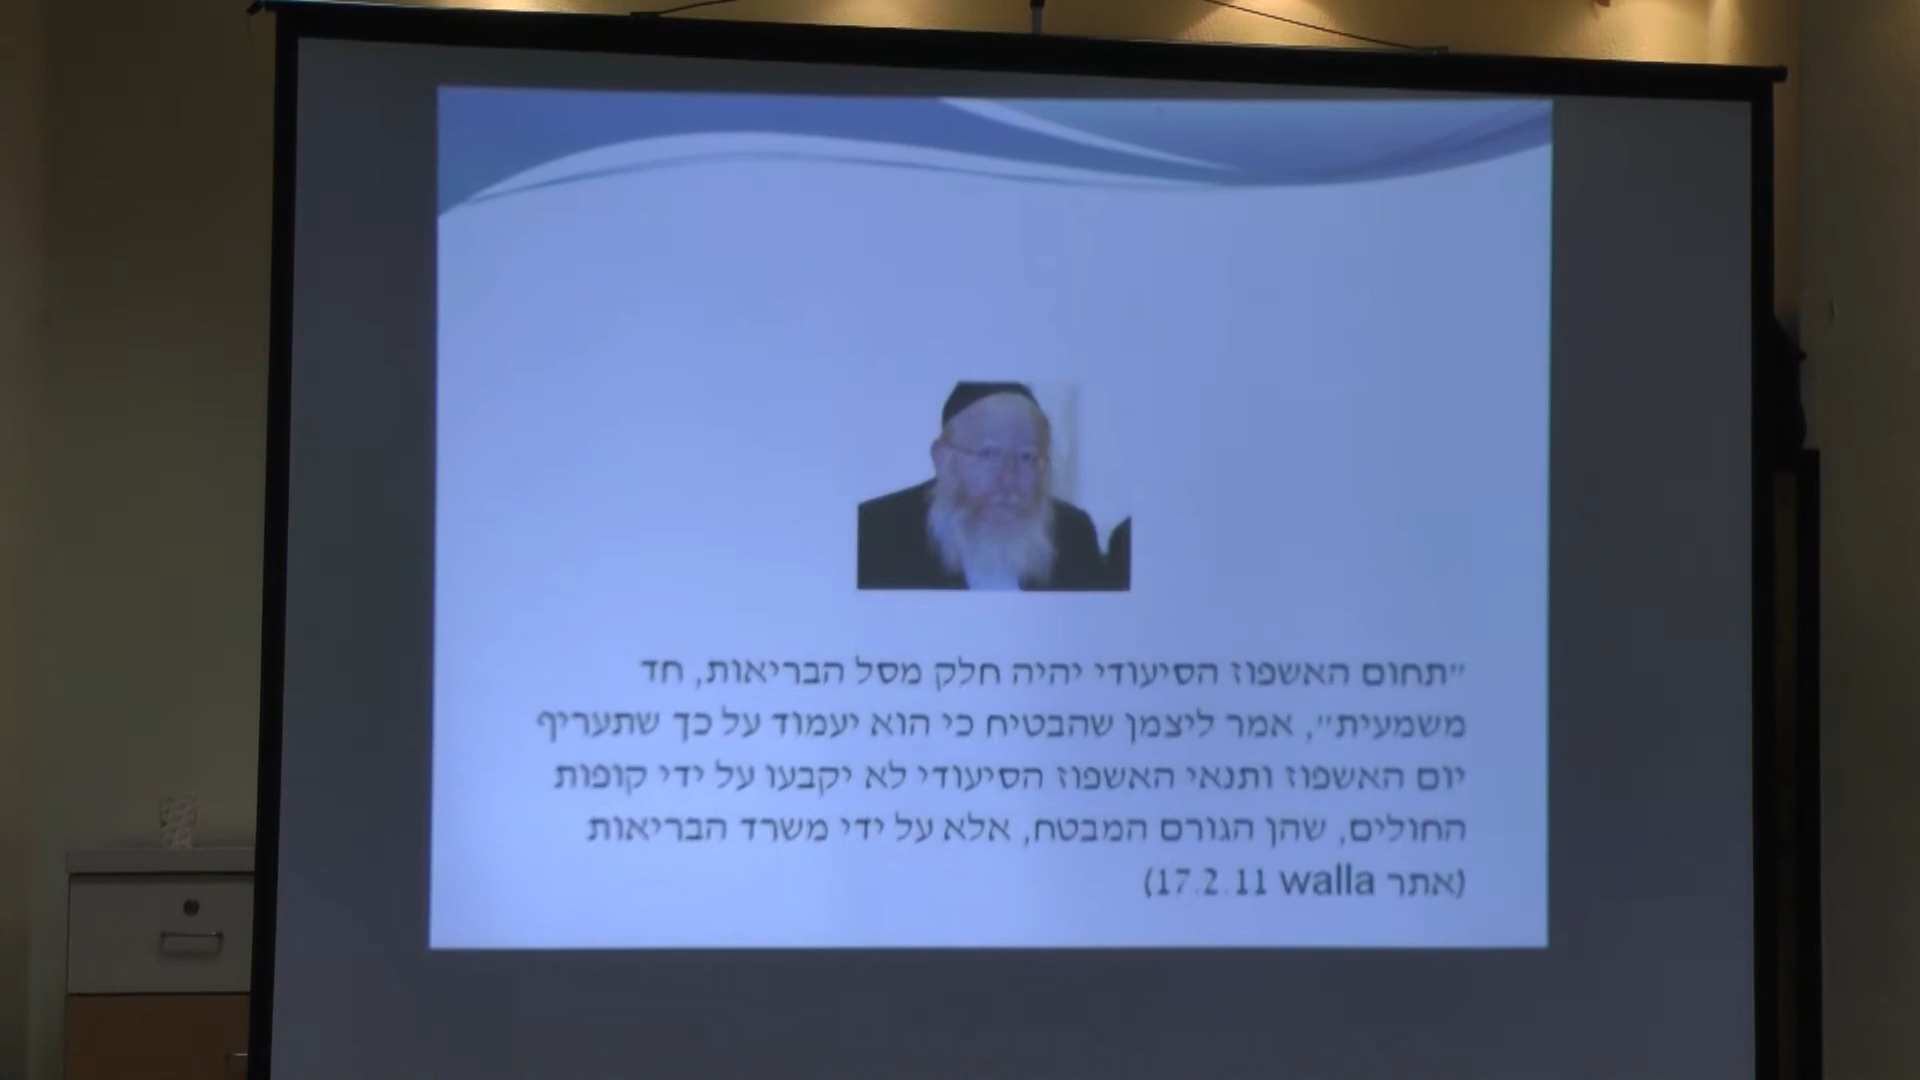 "תחום האשפוז הסיעודי יהיה חלק מסל הבריאות, חד
משמעית", אמר ליצמן שהבטיח כי הוא יעמוד על כך שתעריף
יום האשפוז ותנאי האשפוז הסיעודי לא יקבעו על ידי קופות
החולים, שהן הגורם המבטח, אלא על ידי משרד הבריאות
(אתר walla 17.2.11)